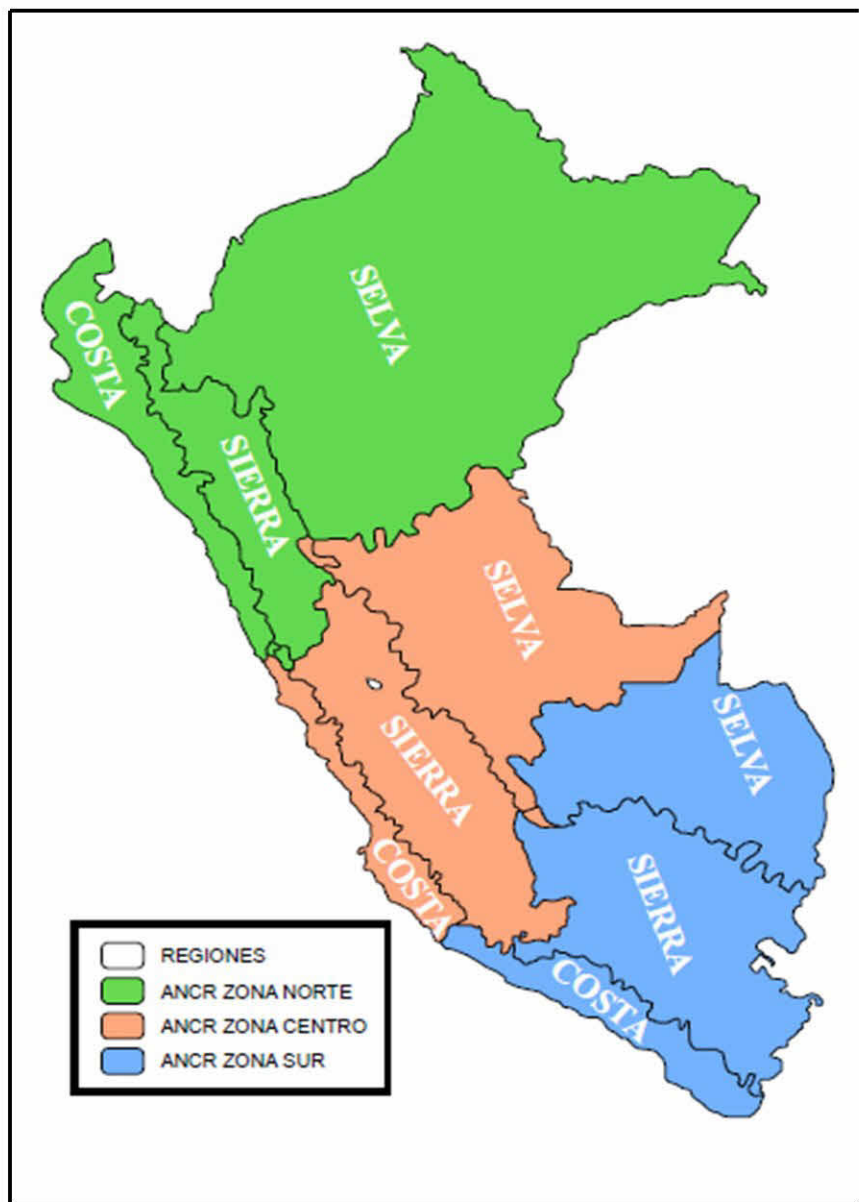 SELVA
COSTA
SIERRA
SELVA
SELVA
SIERRA
COSTA
SIERRA
COSTA
REGIONES
ANCR ZONA NORTE
ANCR ZONA CENTRO
ANCR ZONA SUR